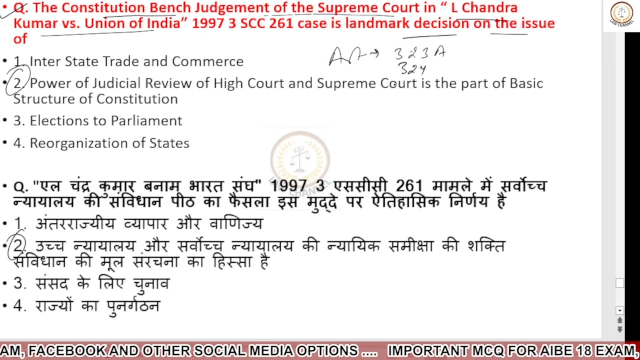 Q. The Constitution Bench Judgement of the Supreme Court in " L Chandra
Kumar vs. Union of India" 1997 3 SCC 261 case is landmark decision on the issue
of
• 1. Inter State Trade and Commerce
323A
• 2. Power of Judicial Review of High Court and Supreme Court is the part of Basic
Structure of Constitution
• 3. Elections to Parliament
• 4. Reorganization of States
• Q. "एल चंद्र कुमार बनाम भारत संघ" 1997 3 एससीसी 261 मामले में सर्वोच्च
न्यायालय की संविधान पीठ का फैसला इस मुद्दे पर ऐतिहासिक निर्णय है
• 1. अंतरराज्यीय व्यापार और वाणिज्य
• 2. उच्च न्यायालय और सर्वोच्च न्यायालय की न्यायिक समीक्षा की शक्ति
संविधान की मूल संरचना का हिस्सा है
• 3. संसद के लिए चुनाव
• 4. राज्यों का पुनर्गठन
AM, FACEBOOK AND OTHER SOCIAL MEDIA OPTIONS .... IMPORTANT MCQ FOR AIBE 18 EXAM,